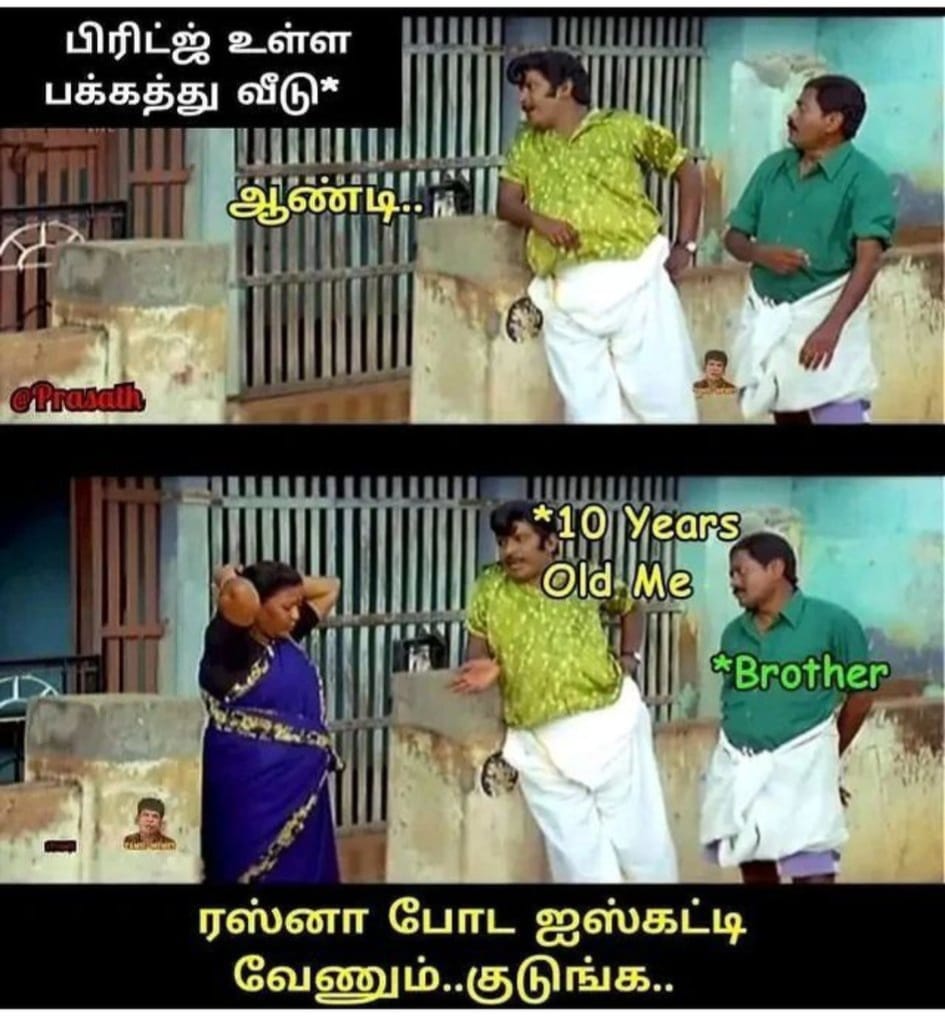 பிரிட்ஜ் உள்ள
பக்கத்து வீடு*
ஆண்டி..
@Prasath
*10 Years
Old Me
*Brother
ரஸ்னா போட ஐஸ்கட்டி
வேணும்..குடுங்க..